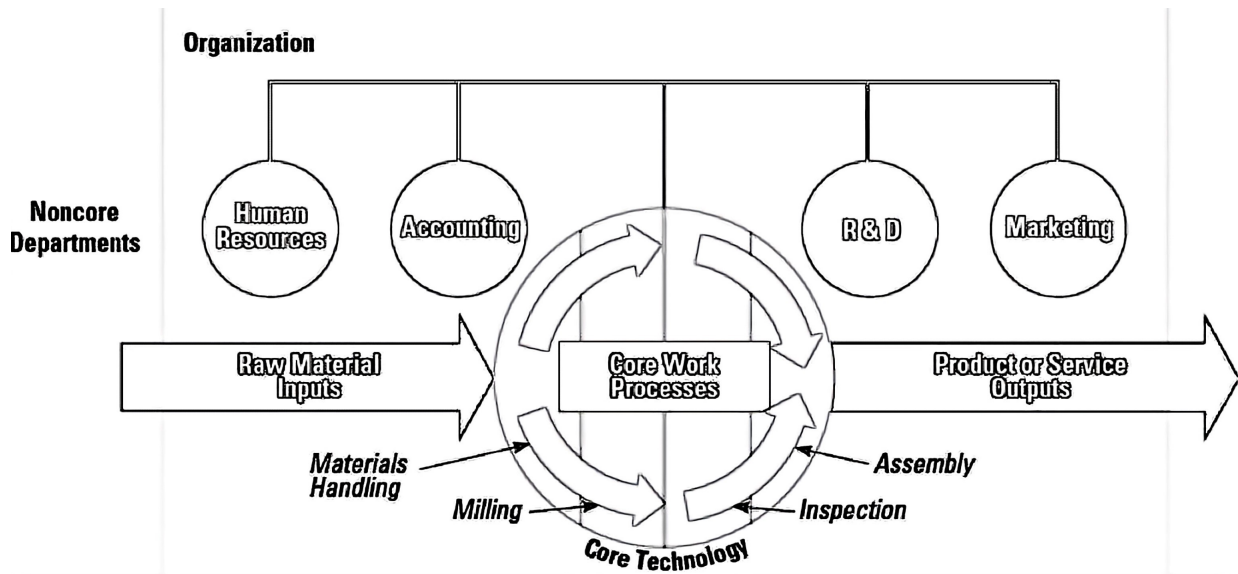 Organization
Noncore
Departments
Human
Resources
Accounting
R & D
Marketing
Raw Material
Inputs
Core Work
Processes
Product or Service
Outputs
Materials
Handling
Milling
Assembly
Inspection
Core Technology